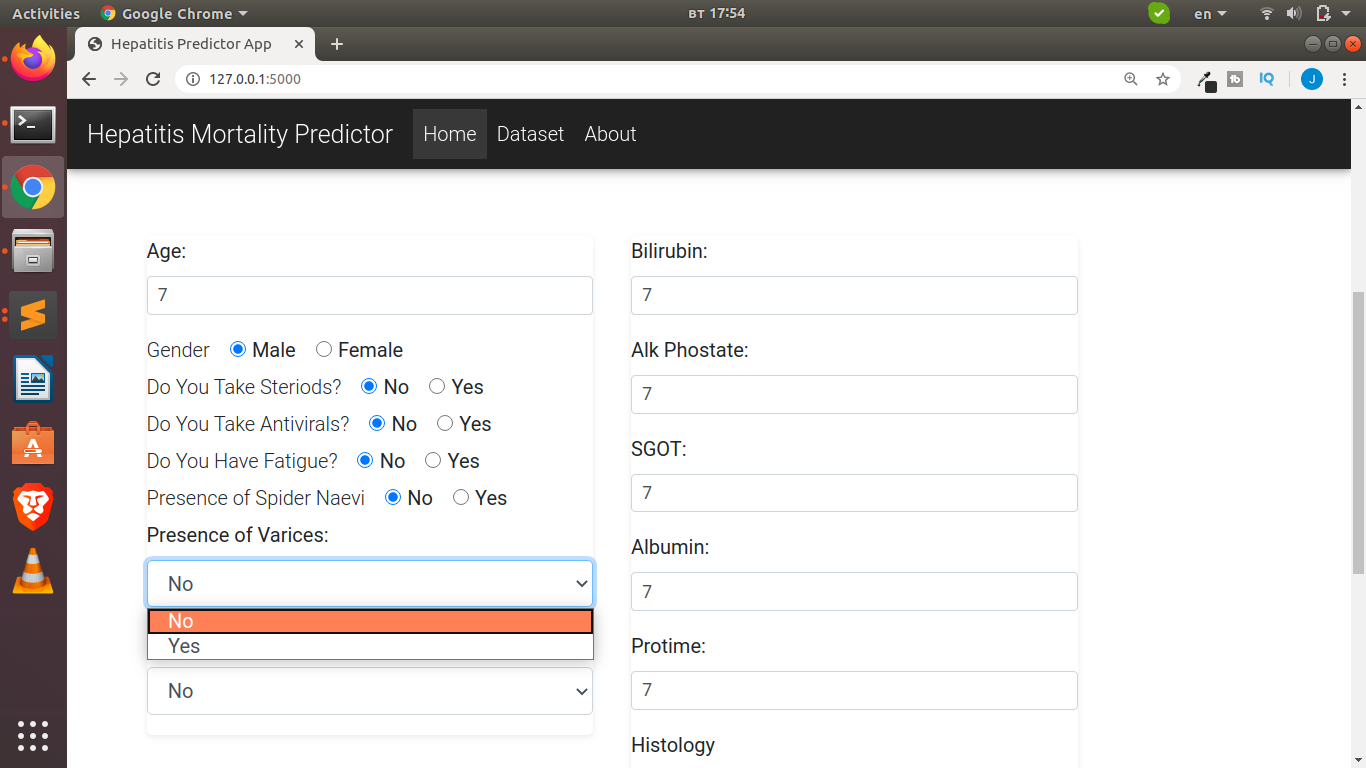 Activities Google Chrome вт 17:54 en
Hepatitis Predictor App
127.0.0.1:5000 tb IQ J
Hepatitis Mortality Predictor Home Dataset About
Age:
7
Gender Male Female
Do You Take Steriods? No Yes
Do You Take Antivirals? No Yes
Do You Have Fatigue? No Yes
Presence of Spider Naevi No Yes
Presence of Varices:
No
No
Yes
No
Bilirubin:
7
Alk Phostate:
7
SGOT:
7
Albumin:
7
Protime:
7
Histology